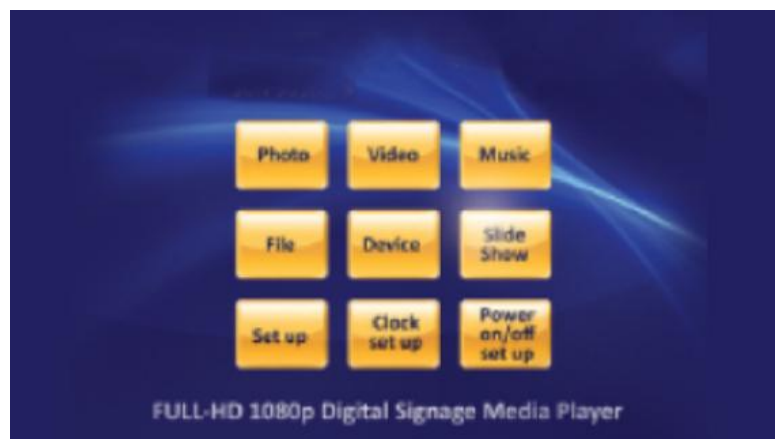 Photo
Video
Music
File
Device
Slide
Show
Set up
Clock
set up
Power
on/off
set up
FULL-HD 1080p Digital Signage Media Player